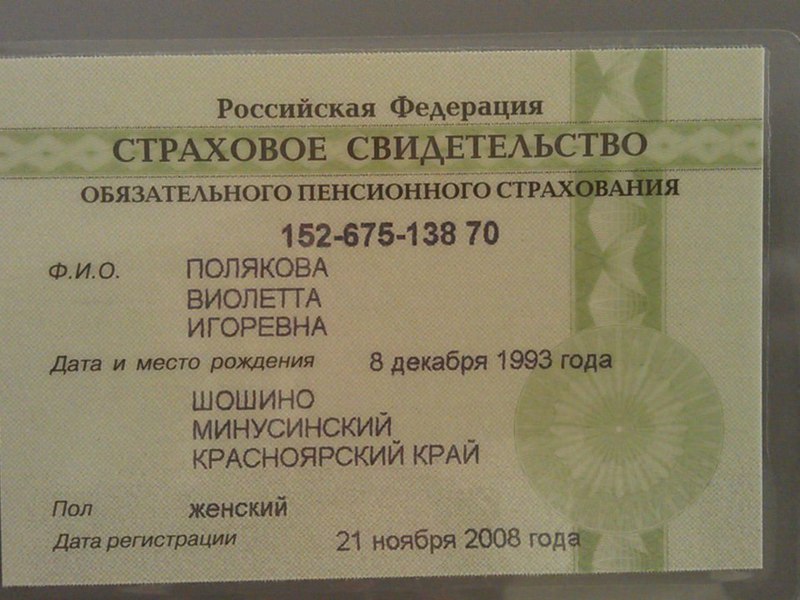 Российская Федерация
СТРАХОВОЕ СВИДЕТЕЛЬСТВО
ОБЯЗАТЕЛЬНОГО ПЕНСИОННОГО СТРАХОВАНИЯ
152-675-138 70
Ф.И.О. ПОЛЯКОВА
ВИОЛЕТТА
ИГОРЕВНА
Дата и место рождения 8 декабря 1993 года
ШОШИНО
МИНУСИНСКИЙ
КРАСНОЯРСКИЙ КРАЙ
Пол женский
Дата регистрации 21 ноября 2008 года